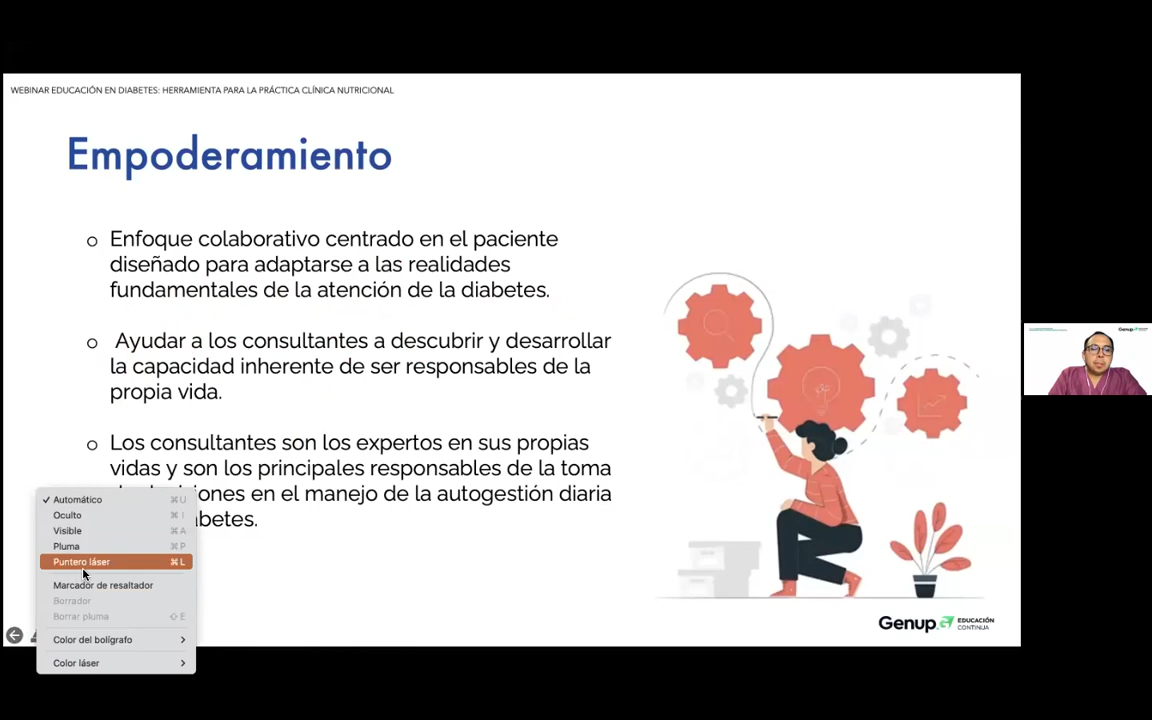 WEBINAR EDUCACIÓN EN DIABETES: HERRAMIENTA PARA LA PRÁCTICA CLÍNICA NUTRICIONAL
Empoderamiento
o Enfoque colaborativo centrado en el paciente
diseñado para adaptarse a las realidades
fundamentales de la atención de la diabetes.
o Ayudar a los consultantes a descubrir y desarrollar
la capacidad inherente de ser responsables de la
propia vida.
o Los consultantes son los expertos en sus propias
vidas y son los principales responsables de la toma
en el manejo de la autogestión diaria
✓ Automático ⌘U
Oculto ⌘I
Visible ⌘A
Pluma ⌘P
Puntero láser ⌘L
Marcador de resaltador
Borrador
Borrar pluma ⇧E
Color del bolígrafo >
Color láser >
Genup. EDUCACIÓN
CONTINUA
Genup